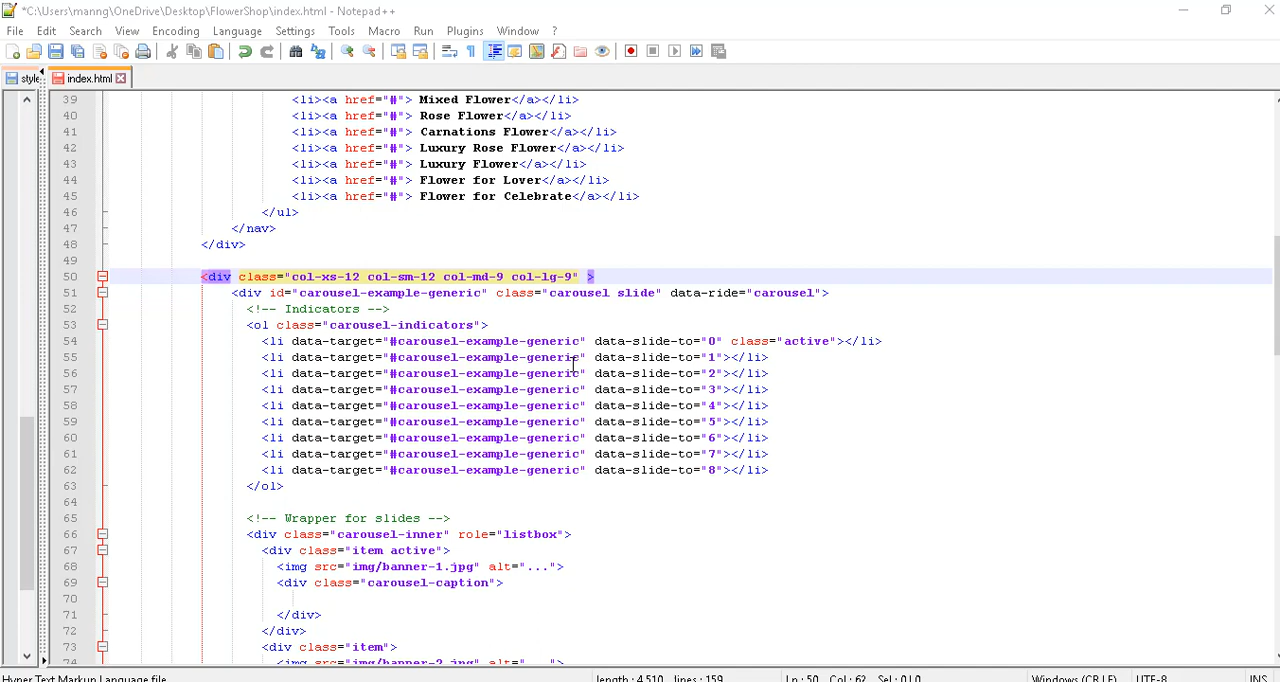 *C:\Users\manng\OneDrive\Desktop\FlowerShop\index.html - Notepad++
File Edit Search View Encoding Language Settings Tools Macro Run Plugins Window ?
style index.html
39 <li><a href="#"> Mixed Flower</a></li>
40 <li><a href="#"> Rose Flower</a></li>
41 <li><a href="#"> Carnations Flower</a></li>
42 <li><a href="#"> Luxury Rose Flower</a></li>
43 <li><a href="#"> Luxury Flower</a></li>
44 <li><a href="#"> Flower for Lover</a></li>
45 <li><a href="#"> Flower for Celebrate</a></li>
46 </ul>
47 </nav>
48 </div>
49
50 <div class="col-xs-12 col-sm-12 col-md-9 col-lg-9" >
51 <div id="carousel-example-generic" class="carousel slide" data-ride="carousel">
52 <!-- Indicators -->
53 <ol class="carousel-indicators">
54 <li data-target="#carousel-example-generic" data-slide-to="0" class="active"></li>
55 <li data-target="#carousel-example-generic" data-slide-to="1"></li>
56 <li data-target="#carousel-example-generic" data-slide-to="2"></li>
57 <li data-target="#carousel-example-generic" data-slide-to="3"></li>
58 <li data-target="#carousel-example-generic" data-slide-to="4"></li>
59 <li data-target="#carousel-example-generic" data-slide-to="5"></li>
60 <li data-target="#carousel-example-generic" data-slide-to="6"></li>
61 <li data-target="#carousel-example-generic" data-slide-to="7"></li>
62 <li data-target="#carousel-example-generic" data-slide-to="8"></li>
63 </ol>
64
65 <!-- Wrapper for slides -->
66 <div class="carousel-inner" role="listbox">
67 <div class="item active">
68 <img src="img/banner-1.jpg" alt="...">
69 <div class="carousel-caption">
70
71 </div>
72 </div>
73 <div class="item">
74 <img src="img/banner-2.jpg" alt="...">
Hyper Text Markup Language file length : 4,510 lines : 159 Ln : 50 Col : 62 Sel : 0 | 0 Windows (CR LF) UTF-8 INS